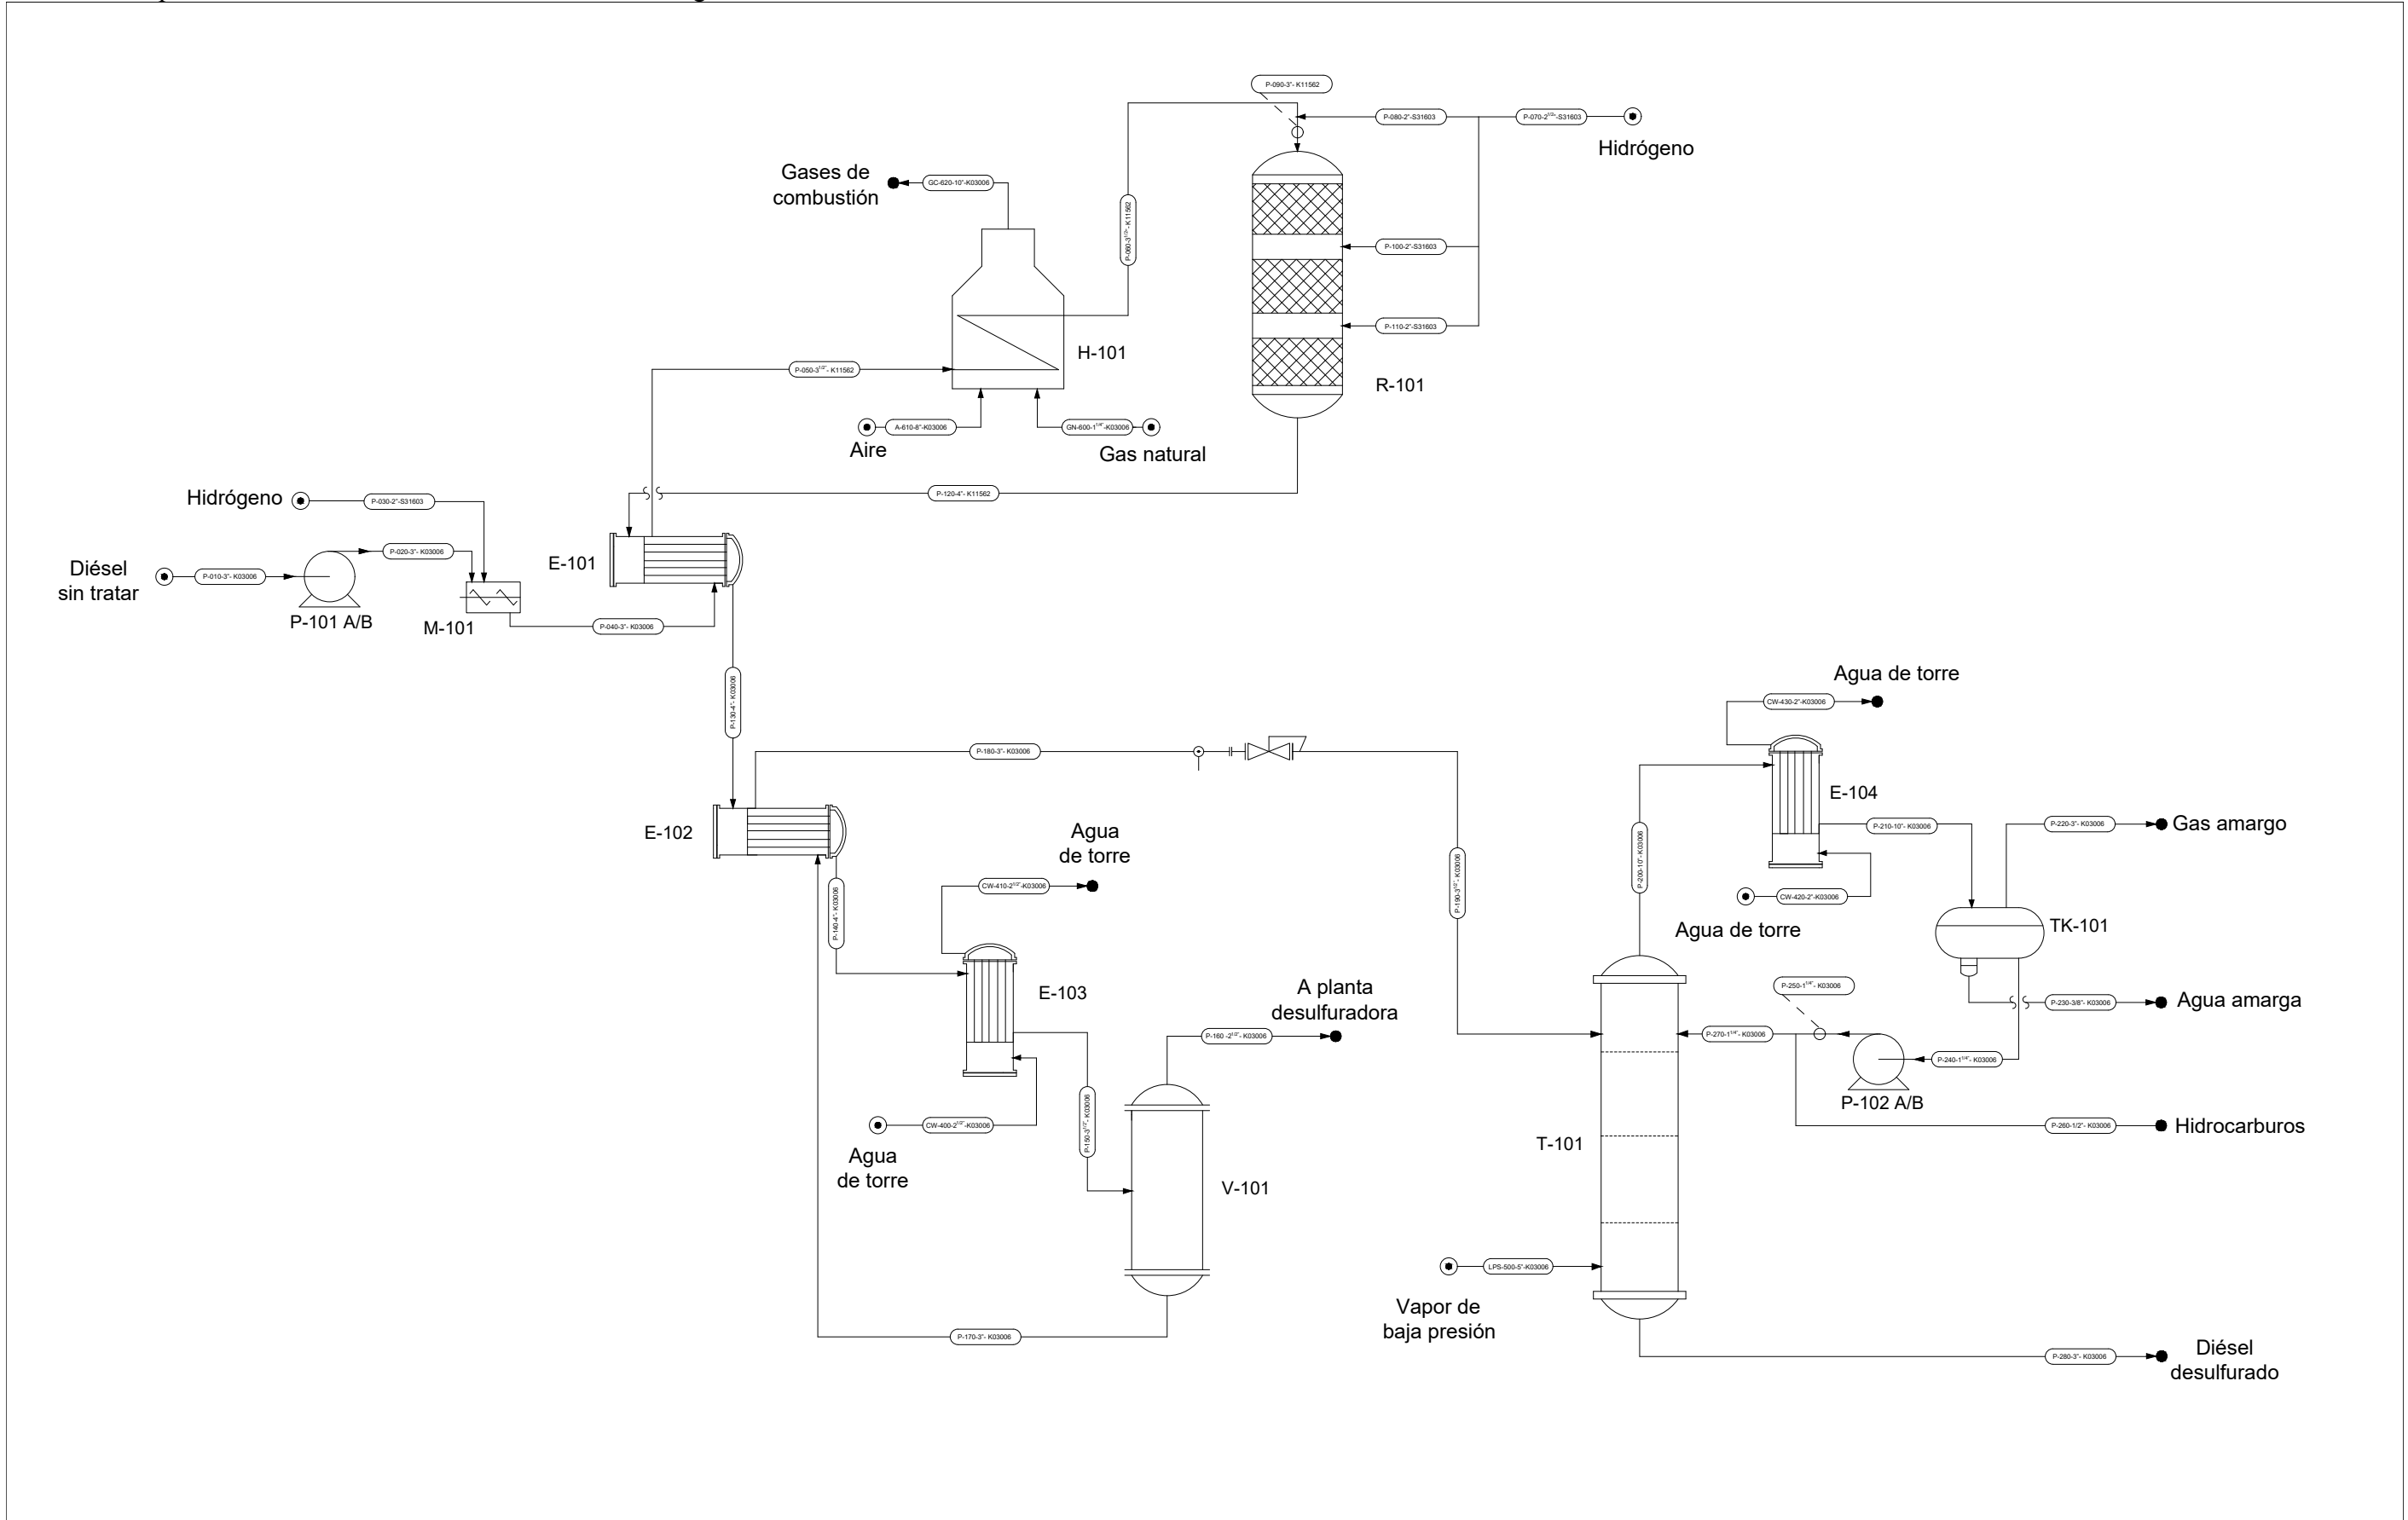 P-090-3"- K11562
P-080-2"-S31603
P-070-2 1/2"-S31603
Hidrógeno
Gases de
combustión
GC-620-10"-K03006
P-060-3 1/2"- K11562
P-100-2"-S31603
P-110-2"-S31603
H-101
R-101
P-050-3 1/2"- K11562
A-610-8"-K03006
Aire
GN-600-1 1/4"-K03006
Gas natural
Hidrógeno
P-030-2"-S31603
P-120-4"- K11562
Diésel
sin tratar
P-010-3"- K03006
P-020-3"- K03006
P-101 A/B
M-101
E-101
P-040-3"- K03006
P-130-4"- K03006
P-180-3"- K03006
E-102
P-140-4"- K03006
Agua
de torre
CW-410-2 1/2"-K03006
E-103
CW-400-2 1/2"-K03006
Agua
de torre
P-150-3 1/2"- K03006
A planta
desulfuradora
P-160 -2 1/2"- K03006
V-101
P-170-3"- K03006
P-190-3 1/2"- K03006
Agua de torre
CW-430-2"-K03006
E-104
P-200-10"- K03006
P-210-10"- K03006
CW-420-2"-K03006
Agua de torre
P-220-3"- K03006
Gas amargo
TK-101
P-250-1 1/4"- K03006
P-230-3/8"- K03006
Agua amarga
P-270-1 1/4"- K03006
P-240-1 1/4"- K03006
P-102 A/B
P-260-1/2"- K03006
Hidrocarburos
T-101
LPS-500-5"-K03006
Vapor de
baja presión
P-280-3"- K03006
Diésel
desulfurado